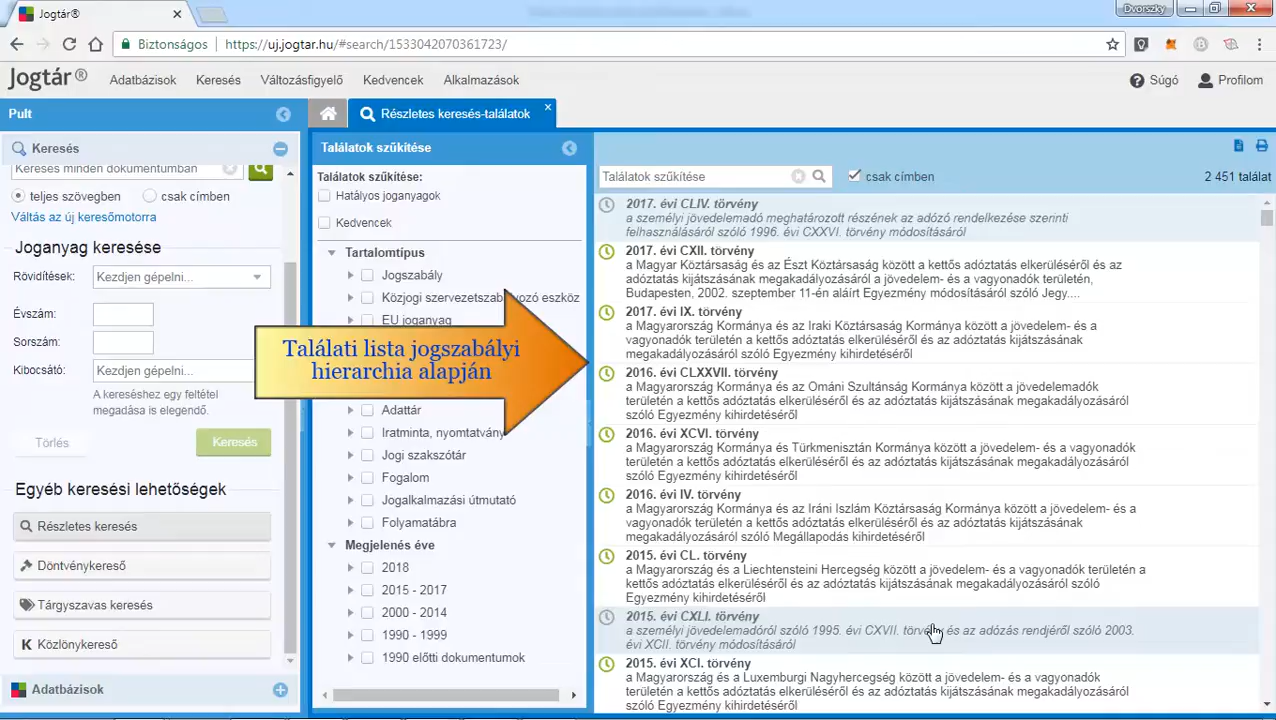 Jogtár®
Dvorszky
Biztonságos
https://uj.jogtar.hu/#search/1533042070361723/
Jogtár®
Adatbázisok
Keresés
Változásfigyelő
Kedvencek
Alkalmazások
Súgó
Profilom
Pult
Részletes keresés-találatok
Keresés
Keresés minden dokumentumban
teljes szövegben
csak címben
Váltás az új keresőmotorra
Joganyag keresése
Rövidítések:
Kezdjen gépelni...
Évszám:
Sorszám:
Kibocsátó:
Kezdjen gépelni...
A kereséshez egy feltétel
megadása is elegendő.
Törlés
Keresés
Egyéb keresési lehetőségek
Részletes keresés
Döntvénykereső
Tárgyszavas keresés
K Közlönykereső
Adatbázisok
Találatok szűkítése
Találatok szűkítése:
Hatályos joganyagok
Kedvencek
Tartalomtípus
Jogszabály
Közjogi szervezetszabályozó eszköz
EU joganyag
Találati lista jogszabályi
hierarchia alapján
Adattár
Iratminta, nyomtatvány
Jogi szakszótár
Fogalom
Jogalkalmazási útmutató
Folyamatábra
Megjelenés éve
2018
2015 - 2017
2000 - 2014
1990 - 1999
1990 előtti dokumentumok
Találatok szűkítése
csak címben
2 451 találat
2017. évi CLIV. törvény
a személyi jövedelemadó meghatározott részének az adózó rendelkezése szerinti
felhasználásáról szóló 1996. évi CXXVI. törvény módosításáról
2017. évi CXII. törvény
a Magyar Köztársaság és az Észt Köztársaság között a kettős adóztatás elkerüléséről és az
adóztatás kijátszásának megakadályozásáról a jövedelem- és a vagyonadók területén,
Budapesten, 2002. szeptember 11-én aláírt Egyezmény módosításáról szóló Jegy....
2017. évi IX. törvény
a Magyarország Kormánya és az Iraki Köztársaság Kormánya között a jövedelem- és a
vagyonadók területén a kettős adóztatás elkerüléséről és az adóztatás kijátszásának
megakadályozásáról szóló Egyezmény kihirdetéséről
2016. évi CLXXVII. törvény
a Magyarország Kormánya és az Ománi Szultánság Kormánya között a jövedelemadók
területén a kettős adóztatás elkerüléséről és az adóztatás kijátszásának megakadályozásáról
szóló Egyezmény kihirdetéséről
2016. évi XCVI. törvény
a Magyarország Kormánya és Türkmenisztán Kormánya között a jövedelem- és a vagyonadók
területén a kettős adóztatás elkerüléséről és az adóztatás kijátszásának megakadályozásáról
szóló Egyezmény kihirdetéséről
2016. évi IV. törvény
a Magyarország Kormánya és az Iráni Iszlám Köztársaság Kormánya között a jövedelem- és a
vagyonadók területén a kettős adóztatás elkerüléséről és az adóztatás kijátszásának
megakadályozásáról szóló Megállapodás kihirdetéséről
2015. évi CL. törvény
a Magyarország és a Liechtensteini Hercegség között a jövedelem- és a vagyonadók területén a
kettős adóztatás elkerüléséről és az adóztatás kijátszásának megakadályozásáról szóló
Egyezmény kihirdetéséről
2015. évi CXLI. törvény
a személyi jövedelemadóról szóló 1995. évi CXVII. törvény és az adózás rendjéről szóló 2003.
évi XCII. törvény módosításáról
2015. évi XCI. törvény
a Magyarország és a Luxemburgi Nagyhercegség között a jövedelem- és a vagyonadók
területén a kettős adóztatás elkerüléséről és az adóztatás kijátszásának megakadályozásáról
szóló Egyezmény kihirdetéséről